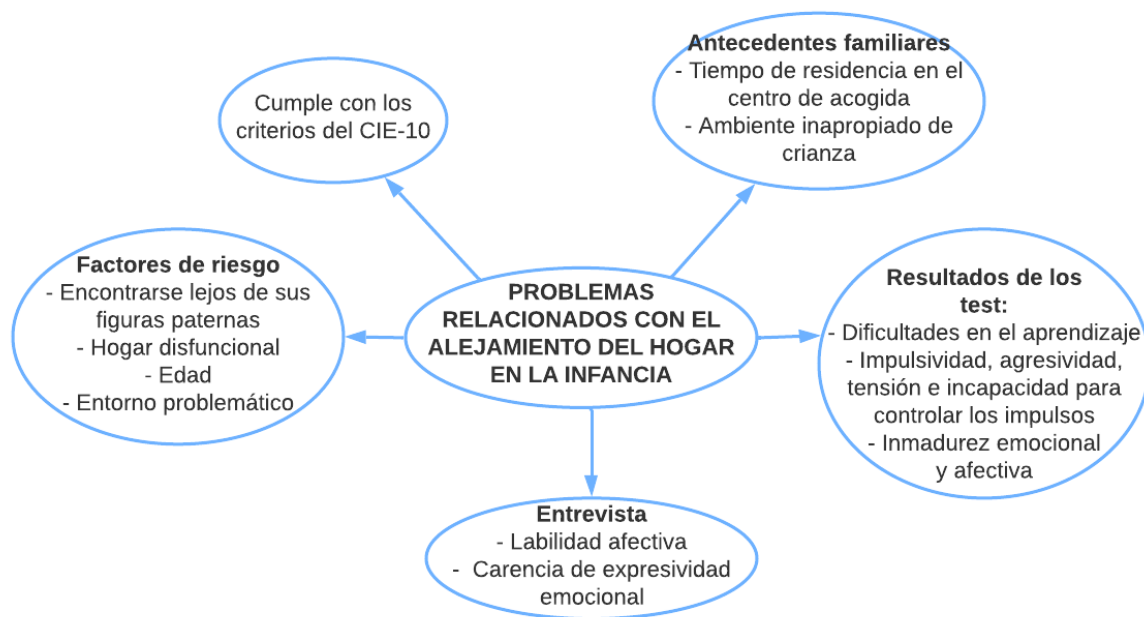 Cumple con los
criterios del CIE-10
Antecedentes familiares
- Tiempo de residencia en el
centro de acogida
- Ambiente inapropiado de
crianza
Factores de riesgo
- Encontrarse lejos de sus
figuras paternas
- Hogar disfuncional
- Edad
- Entorno problemático
PROBLEMAS
RELACIONADOS CON EL
ALEJAMIENTO DEL HOGAR
EN LA INFANCIA
Resultados de los
test:
- Dificultades en el aprendizaje
- Impulsividad, agresividad,
tensión e incapacidad para
controlar los impulsos
- Inmadurez emocional
y afectiva
Entrevista
- Labilidad afectiva
- Carencia de expresividad
emocional